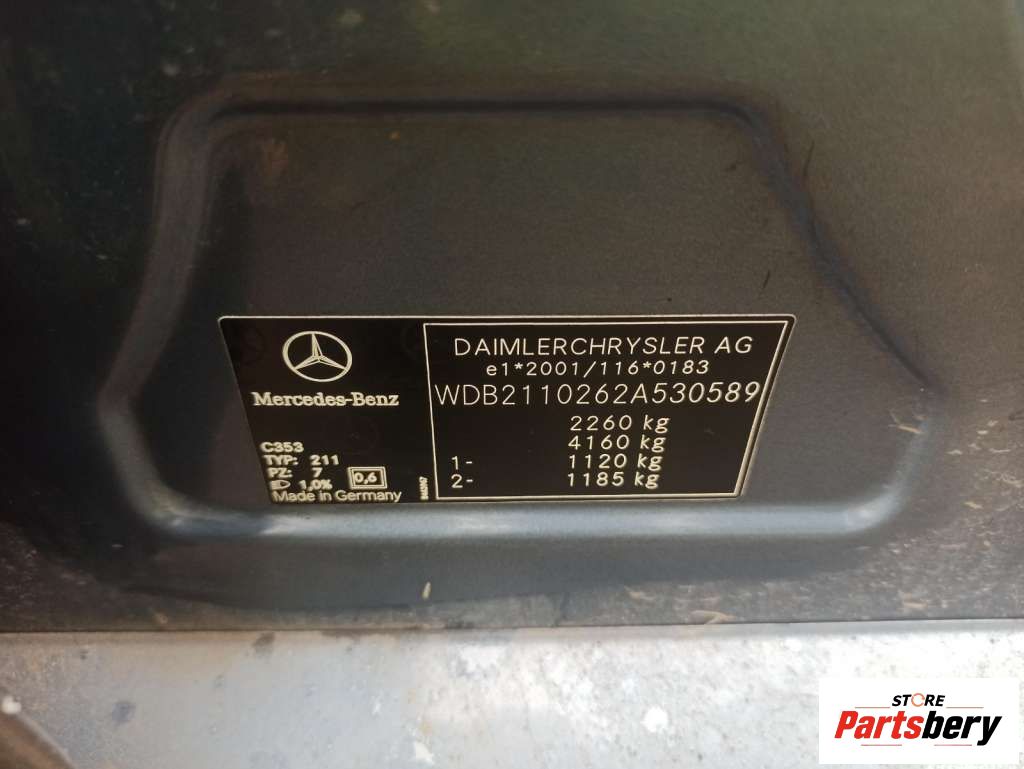 Mercedes-Benz
C353
TYP: 211
PZ: 7
1,0%
0,6
Made in Germany
DAIMLERCHRYSLER AG
e1*2001/116*0183
WDB2110262A530589
2260 kg
4160 kg
1- 1120 kg
2- 1185 kg
STORE
Partsbery